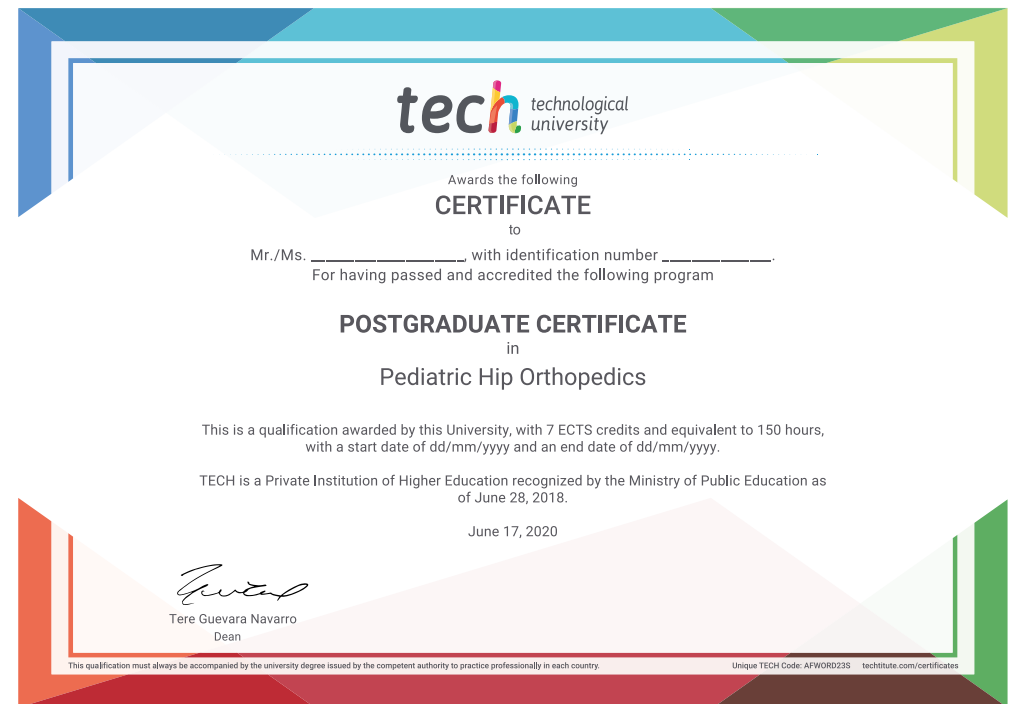 tech technological
university
Awards the following
CERTIFICATE
to
Mr./Ms. __________________, with identification number _____________.
For having passed and accredited the following program
POSTGRADUATE CERTIFICATE
in
Pediatric Hip Orthopedics
This is a qualification awarded by this University, with 7 ECTS credits and equivalent to 150 hours,
with a start date of dd/mm/yyyy and an end date of dd/mm/yyyy.
TECH is a Private Institution of Higher Education recognized by the Ministry of Public Education as
of June 28, 2018.
June 17, 2020
Tere Guevara Navarro
Dean
This qualification must always be accompanied by the university degree issued by the competent authority to practice professionally in each country. Unique TECH Code: AFWORD23S techtitute.com/certificates